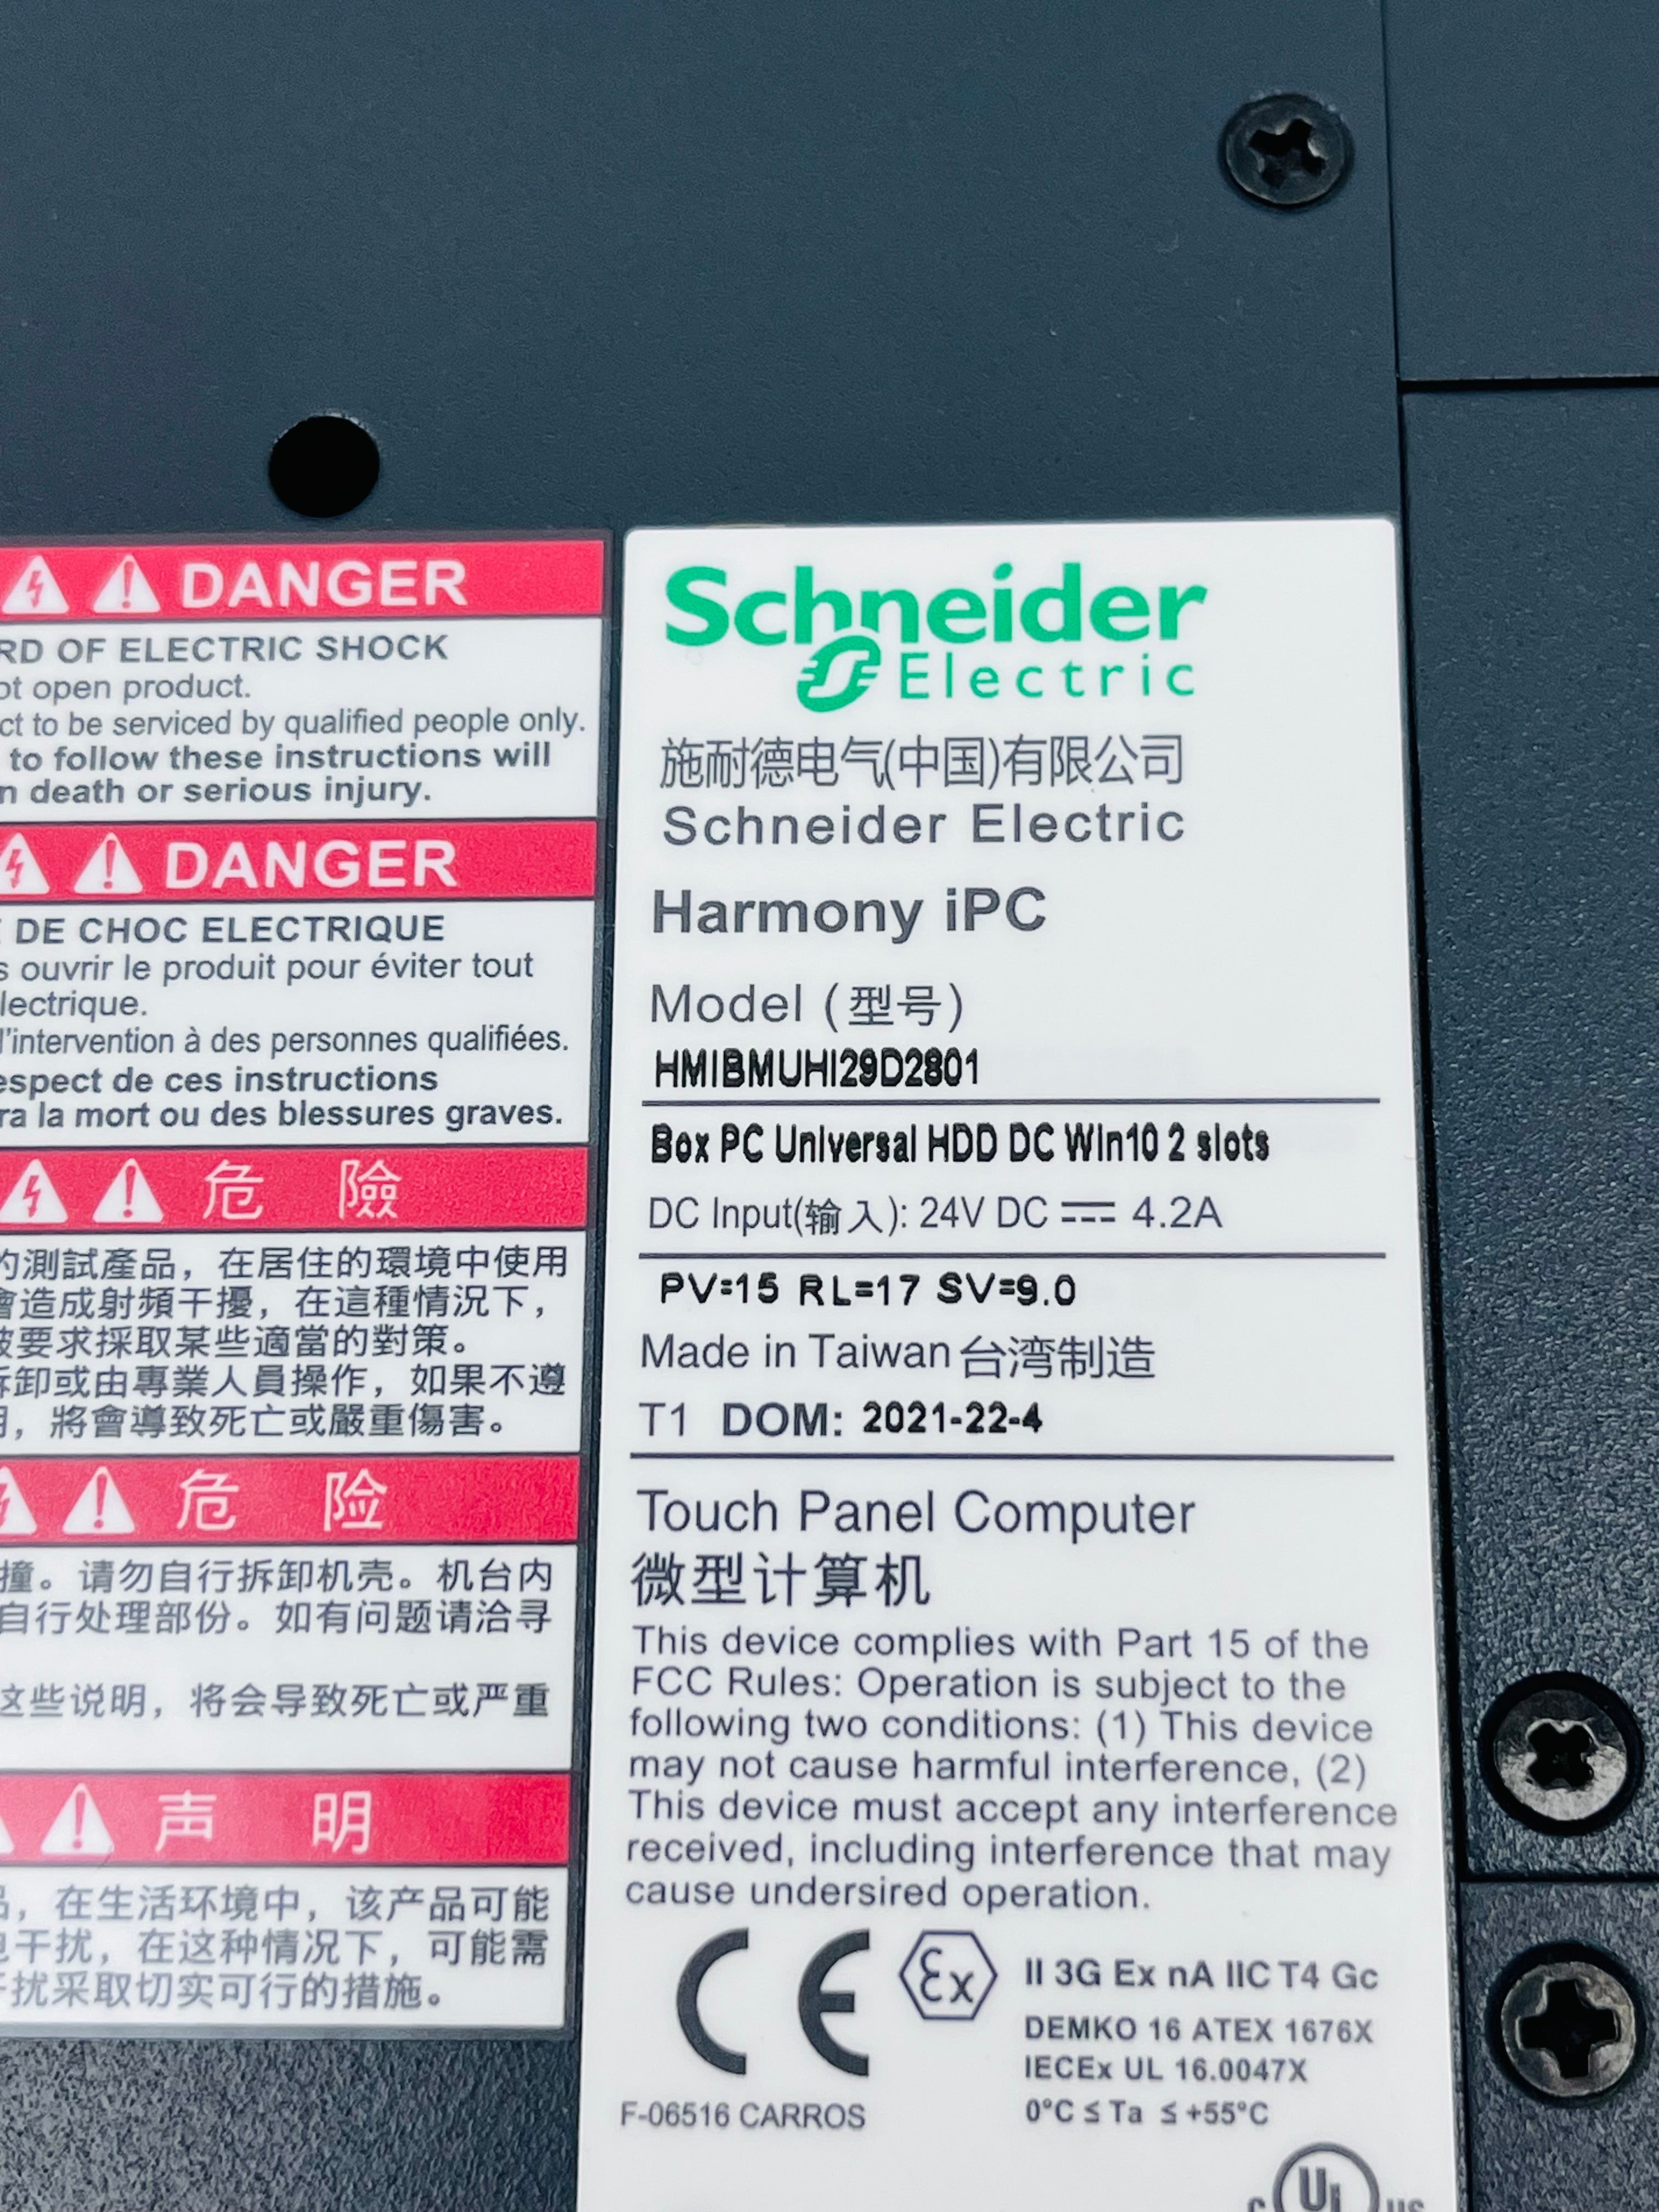 DANGER
RD OF ELECTRIC SHOCK
ot open product.
ct to be serviced by qualified people only.
to follow these instructions will
n death or serious injury.
DANGER
DE CHOC ELECTRIQUE
s ouvrir le produit pour éviter tout
lectrique.
l'intervention à des personnes qualifiées.
espect de ces instructions
ra la mort ou des blessures graves.
危 險
的測試產品，在居住的環境中使用
會造成射頻干擾，在這種情況下，
被要求採取某些適當的對策。
拆卸或由專業人員操作，如果不遵
明，將會導致死亡或嚴重傷害。
危 险
撞。请勿自行拆卸机壳。机台内
自行处理部份。如有问题请洽寻
这些说明，将会导致死亡或严重
声 明
品，在生活环境中，该产品可能
电干扰，在这种情况下，可能需
干扰采取切实可行的措施。
Schneider
Electric
施耐德电气(中国)有限公司
Schneider Electric
Harmony iPC
Model (型号)
HMIBMUHI29D2801
Box PC Universal HDD DC Win10 2 slots
DC Input(输入): 24V DC ⎓ 4.2A
PV=15 RL=17 SV=9.0
Made in Taiwan 台湾制造
T1 DOM: 2021-22-4
Touch Panel Computer
微型计算机
This device complies with Part 15 of the
FCC Rules: Operation is subject to the
following two conditions: (1) This device
may not cause harmful interference, (2)
This device must accept any interference
received, including interference that may
cause undersired operation.
CE Ex II 3G Ex nA IIC T4 Gc
DEMKO 16 ATEX 1676X
IECEx UL 16.0047X
F-06516 CARROS 0°C ≤ Ta ≤ +55°C
c UL us